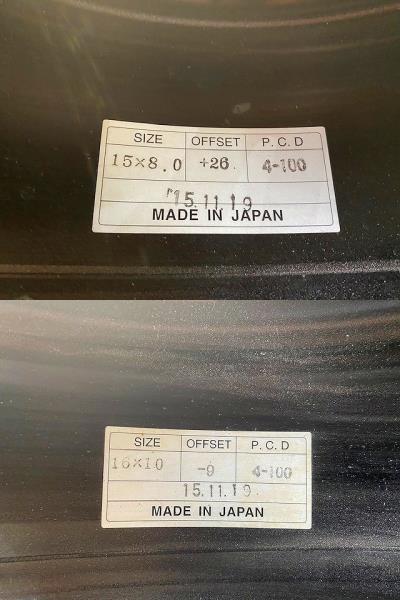 SIZE OFFSET P.C.D
15×8.0 +26 4-100
'15.11.19
MADE IN JAPAN
SIZE OFFSET P.C.D
16×10 -9 4-100
15.11.19
MADE IN JAPAN